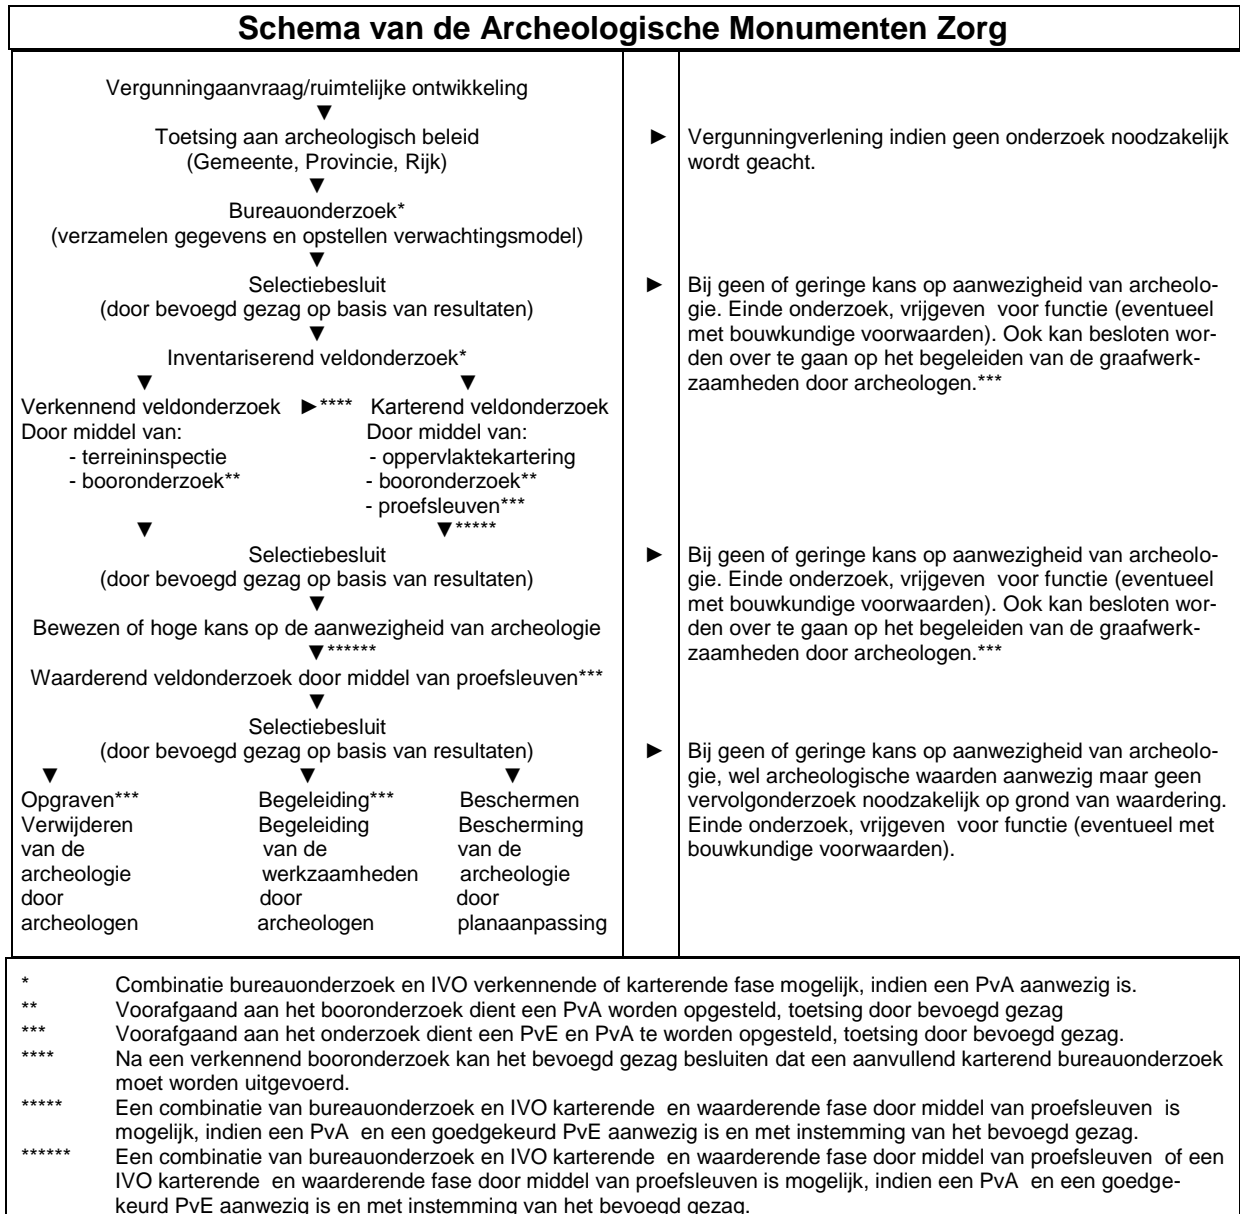 Schema van de Archeologische Monumenten Zorg
Vergunningaanvraag/ruimtelijke ontwikkeling
▼
Toetsing aan archeologisch beleid
(Gemeente, Provincie, Rijk)
► Vergunningverlening indien geen onderzoek noodzakelijk
wordt geacht.
▼
Bureauonderzoek*
(verzamelen gegevens en opstellen verwachtingsmodel)
▼
Selectiebesluit
(door bevoegd gezag op basis van resultaten)
► Bij geen of geringe kans op aanwezigheid van archeolo-
gie. Einde onderzoek, vrijgeven  voor functie (eventueel
met bouwkundige voorwaarden). Ook kan besloten wor-
den over te gaan op het begeleiden van de graafwerk-
zaamheden door archeologen.***
▼
Inventariserend veldonderzoek*
▼ ▼
Verkennend veldonderzoek ►**** Karterend veldonderzoek
Door middel van: Door middel van:
- terreininspectie - oppervlaktekartering
- booronderzoek** - booronderzoek**
- proefsleuven***
▼ ▼*****
Selectiebesluit
(door bevoegd gezag op basis van resultaten)
► Bij geen of geringe kans op aanwezigheid van archeolo-
gie. Einde onderzoek, vrijgeven  voor functie (eventueel
met bouwkundige voorwaarden). Ook kan besloten wor-
den over te gaan op het begeleiden van de graafwerk-
zaamheden door archeologen.***
▼
Bewezen of hoge kans op de aanwezigheid van archeologie
▼******
Waarderend veldonderzoek door middel van proefsleuven***
▼
Selectiebesluit
(door bevoegd gezag op basis van resultaten)
► Bij geen of geringe kans op aanwezigheid van archeolo-
gie, wel archeologische waarden aanwezig maar geen
vervolgonderzoek noodzakelijk op grond van waardering.
Einde onderzoek, vrijgeven  voor functie (eventueel met
bouwkundige voorwaarden).
▼ ▼ ▼
Opgraven*** Begeleiding*** Beschermen
Verwijderen Begeleiding Bescherming
van de van de van de
archeologie werkzaamheden archeologie
door door door
archeologen archeologen planaanpassing
* Combinatie bureauonderzoek en IVO verkennende of karterende fase mogelijk, indien een PvA aanwezig is.
** Voorafgaand aan het booronderzoek dient een PvA worden opgesteld, toetsing door bevoegd gezag
*** Voorafgaand aan het onderzoek dient een PvE en PvA te worden opgesteld, toetsing door bevoegd gezag.
**** Na een verkennend booronderzoek kan het bevoegd gezag besluiten dat een aanvullend karterend bureauonderzoek
moet worden uitgevoerd.
***** Een combinatie van bureauonderzoek en IVO karterende  en waarderende fase door middel van proefsleuven  is
mogelijk, indien een PvA  en een goedgekeurd PvE aanwezig is en met instemming van het bevoegd gezag.
****** Een combinatie van bureauonderzoek en IVO karterende  en waarderende fase door middel van proefsleuven  of een
IVO karterende  en waarderende fase door middel van proefsleuven is mogelijk, indien een PvA  en een goedge-
keurd PvE aanwezig is en met instemming van het bevoegd gezag.